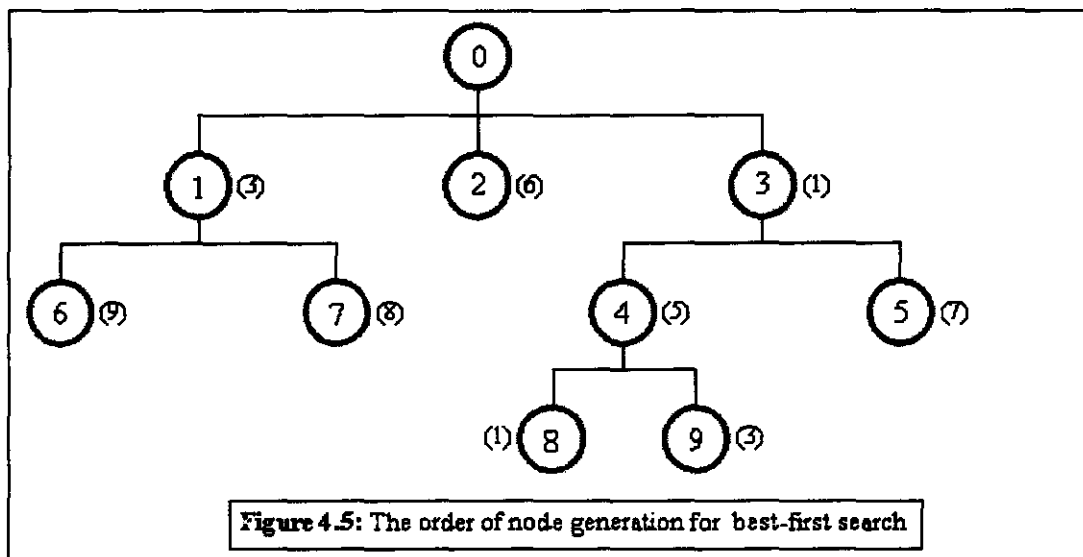 0
1 (3) 2 (6) 3 (1)
6 (9) 7 (8) 4 (5) 5 (7)
(1) 8 9 (3)
Figure 4.5: The order of node generation for best-first search